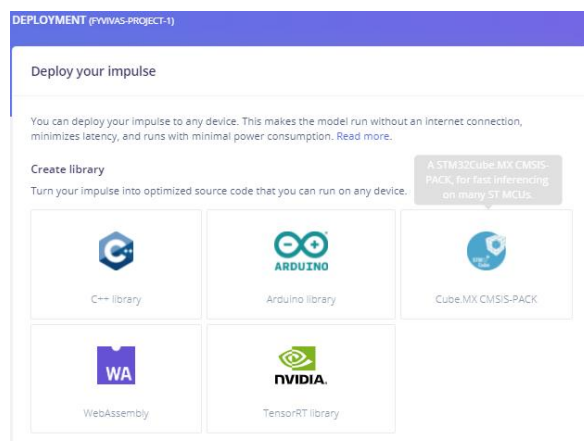 DEPLOYMENT (FYVIVAS-PROJECT-1)
Deploy your impulse
You can deploy your impulse to any device. This makes the model run without an internet connection,
minimizes latency, and runs with minimal power consumption. Read more.
Create library
Turn your impulse into optimized source code that you can run on any device.
A STM32Cube.MX CMSIS-
PACK, for fast inferencing
on many ST MCUs.
C++
ARDUINO
STM32
Cube
C++ library
Arduino library
Cube.MX CMSIS-PACK
WA
NVIDIA.
WebAssembly
TensorRT library